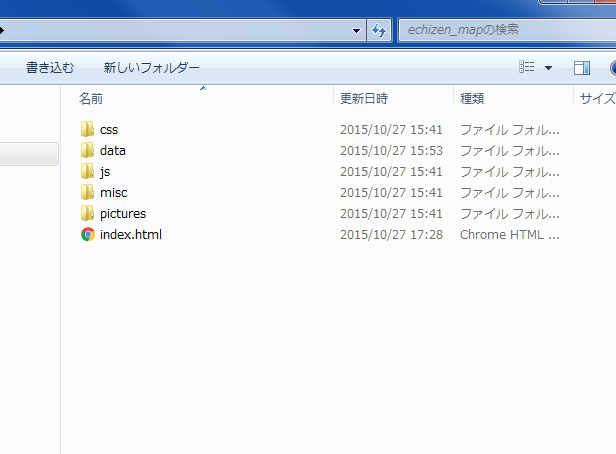 echizen_mapの検索
書き込む 新しいフォルダー
名前 更新日時 種類 サイズ
css 2015/10/27 15:41 ファイル フォル...
data 2015/10/27 15:53 ファイル フォル...
js 2015/10/27 15:41 ファイル フォル...
misc 2015/10/27 15:41 ファイル フォル...
pictures 2015/10/27 15:41 ファイル フォル...
index.html 2015/10/27 17:28 Chrome HTML ...